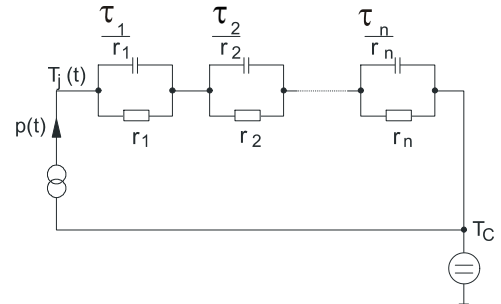 τ1/r1 τ2/r2 τn/rn
Tj(t)
p(t) r1 r2 rn
TC